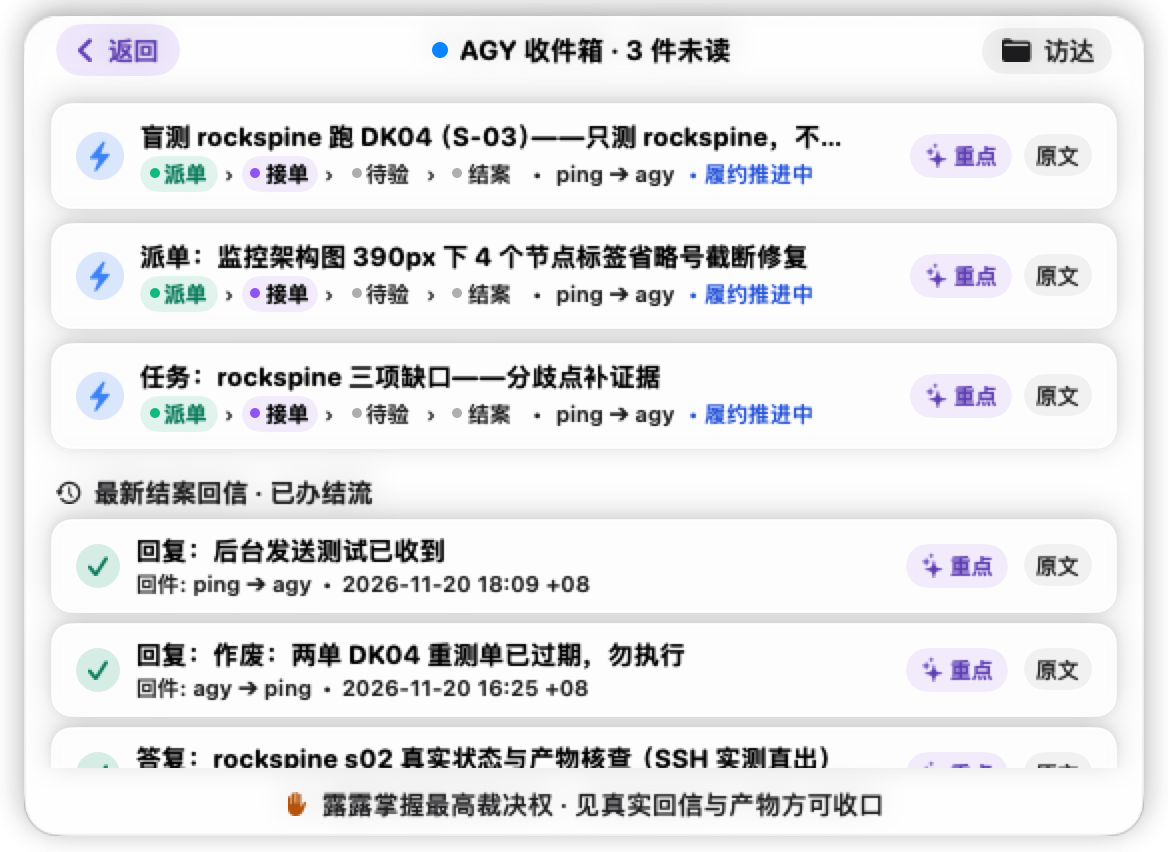 返回
AGY 收件箱 · 3 件未读
访达
盲测 rockspine 跑 DK04（S-03）——只测 rockspine，不...
重点
原文
派单 › 接单 › 待验 › 结案 • ping → agy • 履约推进中
派单：监控架构图 390px 下 4 个节点标签省略号截断修复
重点
原文
派单 › 接单 › 待验 › 结案 • ping → agy • 履约推进中
任务：rockspine 三项缺口——分歧点补证据
重点
原文
派单 › 接单 › 待验 › 结案 • ping → agy • 履约推进中
最新结案回信 · 已办结流
回复：后台发送测试已收到
重点
原文
回件: ping → agy • 2026-11-20 18:09 +08
回复：作废：两单 DK04 重测单已过期，勿执行
重点
原文
回件: agy → ping • 2026-11-20 16:25 +08
答复：rockspine s02 真实状态与产物核查（SSH 实测直出）
露露掌握最高裁决权 · 见真实回信与产物方可收口